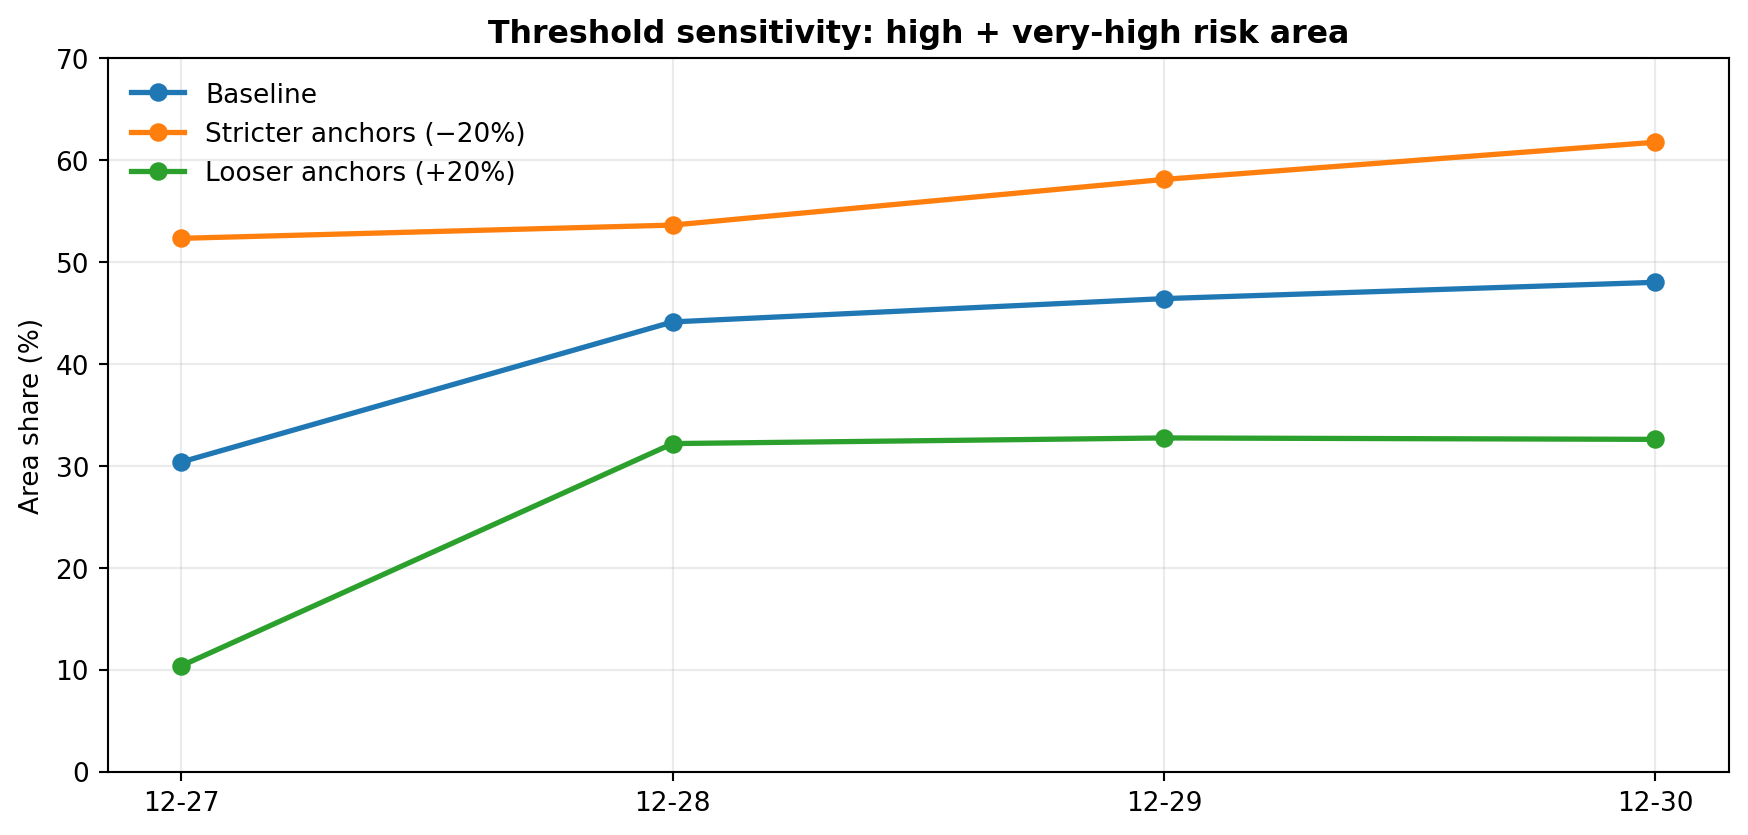 Threshold sensitivity: high + very-high risk area
70
60
50
40
30
20
10
0
Area share (%)
Baseline
Stricter anchors (−20%)
Looser anchors (+20%)
12-27
12-28
12-29
12-30